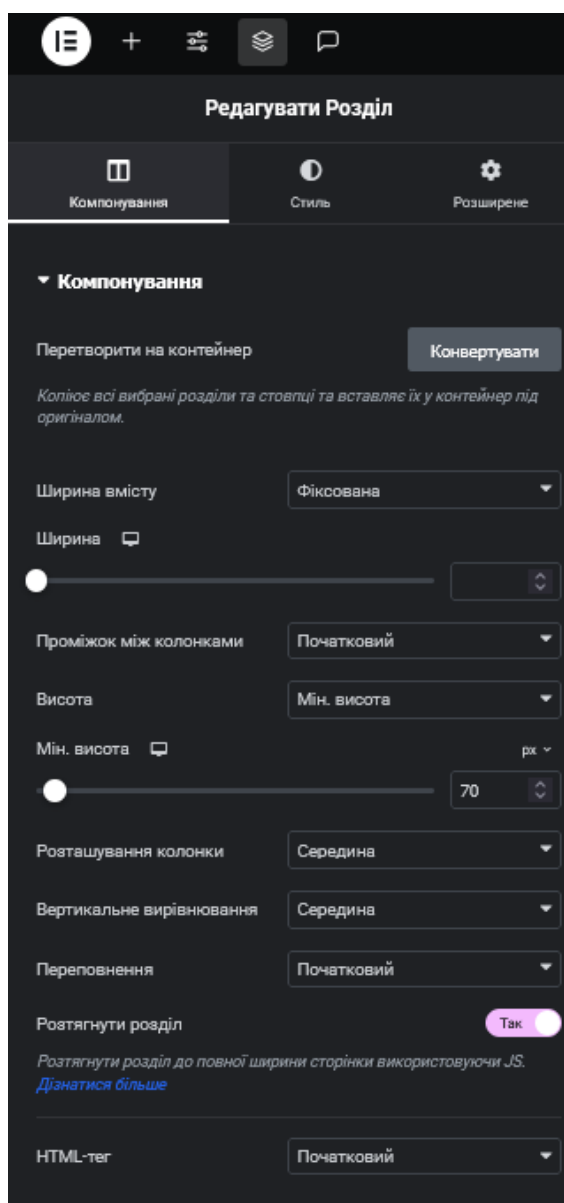 Редагувати Розділ
Компонування
Стиль
Розширене
Компонування
Перетворити на контейнер
Конвертувати
Копіює всі вибрані розділи та стовпці та вставляє їх у контейнер під
оригіналом.
Ширина вмісту
Фіксована
Ширина
Проміжок між колонками
Початковий
Висота
Мін. висота
Мін. висота
px
70
Розташування колонки
Середина
Вертикальне вирівнювання
Середина
Переповнення
Початковий
Розтягнути розділ
Так
Розтягнути розділ до повної ширини сторінки використовуючи JS.
Дізнатися більше
HTML-тег
Початковий